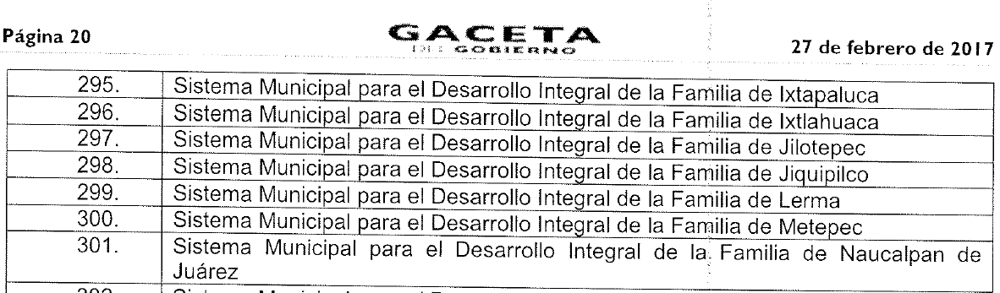 Página 20
GACETA
DEL GOBIERNO
27 de febrero de 2017
295. Sistema Municipal para el Desarrollo Integral de la Familia de Ixtapaluca
296. Sistema Municipal para el Desarrollo Integral de la Familia de Ixtlahuaca
297. Sistema Municipal para el Desarrollo Integral de la Familia de Jilotepec
298. Sistema Municipal para el Desarrollo Integral de la Familia de Jiquipilco
299. Sistema Municipal para el Desarrollo Integral de la Familia de Lerma
300. Sistema Municipal para el Desarrollo Integral de la Familia de Metepec
301. Sistema Municipal para el Desarrollo Integral de la Familia de Naucalpan de
Juárez